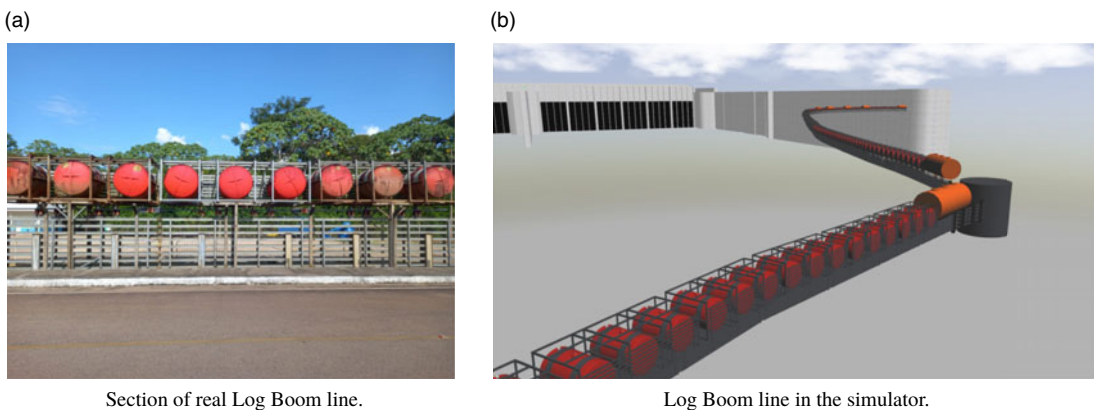 (a)
(b)
Section of real Log Boom line.
Log Boom line in the simulator.